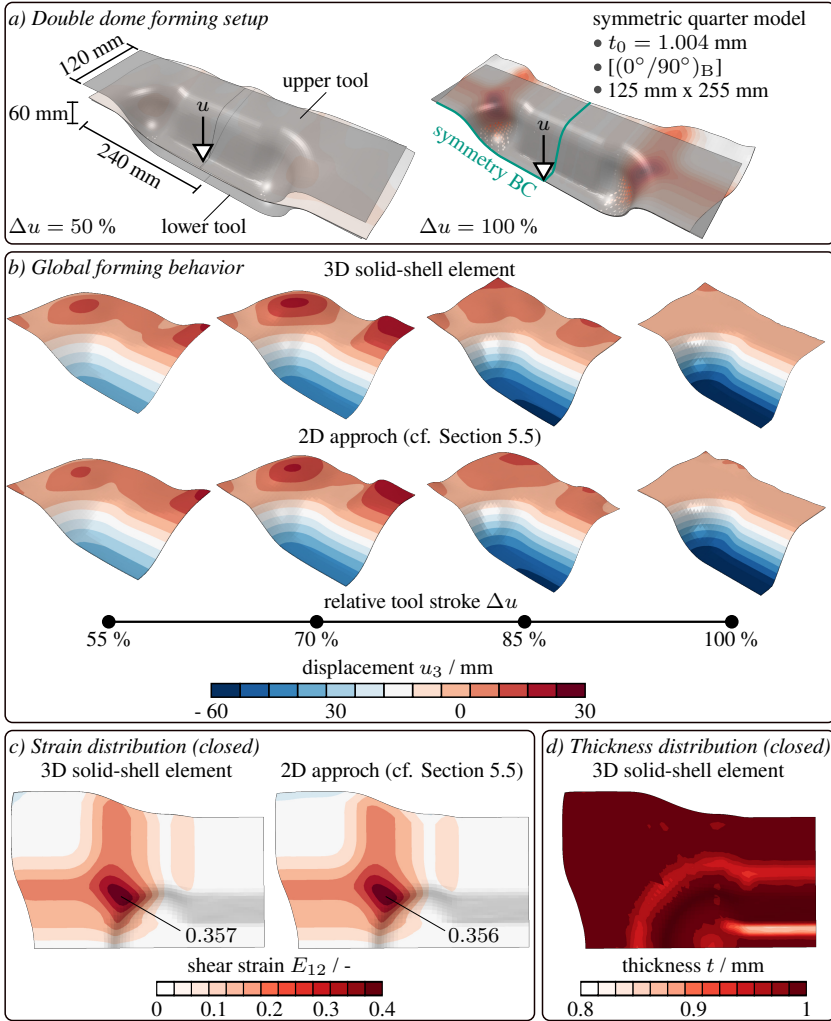 a) Double dome forming setup
symmetric quarter model
• t₀ = 1.004 mm
• [(0°/90°)_B]
• 125 mm x 255 mm
120 mm
upper tool
60 mm
u
u
240 mm
symmetry BC
lower tool
Δu = 50 %
Δu = 100 %
b) Global forming behavior
3D solid-shell element
2D approch (cf. Section 5.5)
relative tool stroke Δu
55 % 70 % 85 % 100 %
displacement u₃ / mm
- 60 30 0 30
c) Strain distribution (closed)
3D solid-shell element 2D approch (cf. Section 5.5)
0.357 0.356
shear strain E₁₂ / -
0 0.1 0.2 0.3 0.4
d) Thickness distribution (closed)
3D solid-shell element
thickness t / mm
0.8 0.9 1